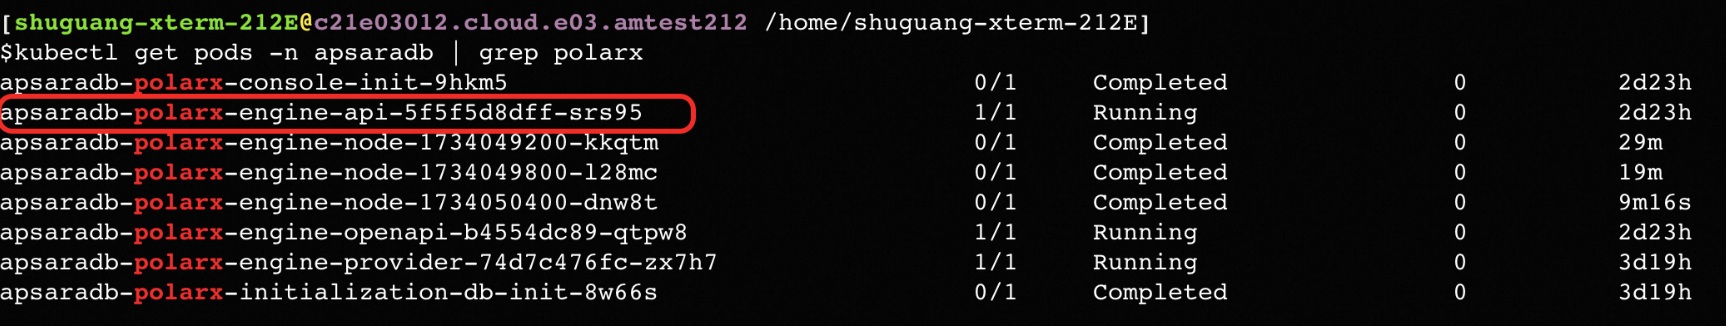 [shuguang-xterm-212E@c21e03012.cloud.e03.amtest212 /home/shuguang-xterm-212E]
$kubectl get pods -n apsaradb | grep polarx
apsaradb-polarx-console-init-9hkm5 0/1 Completed 0 2d23h
apsaradb-polarx-engine-api-5f5f5d8dff-srs95 1/1 Running 0 2d23h
apsaradb-polarx-engine-node-1734049200-kkqtm 0/1 Completed 0 29m
apsaradb-polarx-engine-node-1734049800-l28mc 0/1 Completed 0 19m
apsaradb-polarx-engine-node-1734050400-dnw8t 0/1 Completed 0 9m16s
apsaradb-polarx-engine-openapi-b4554dc89-qtpw8 1/1 Running 0 2d23h
apsaradb-polarx-engine-provider-74d7c476fc-zx7h7 1/1 Running 0 3d19h
apsaradb-polarx-initialization-db-init-8w66s 0/1 Completed 0 3d19h